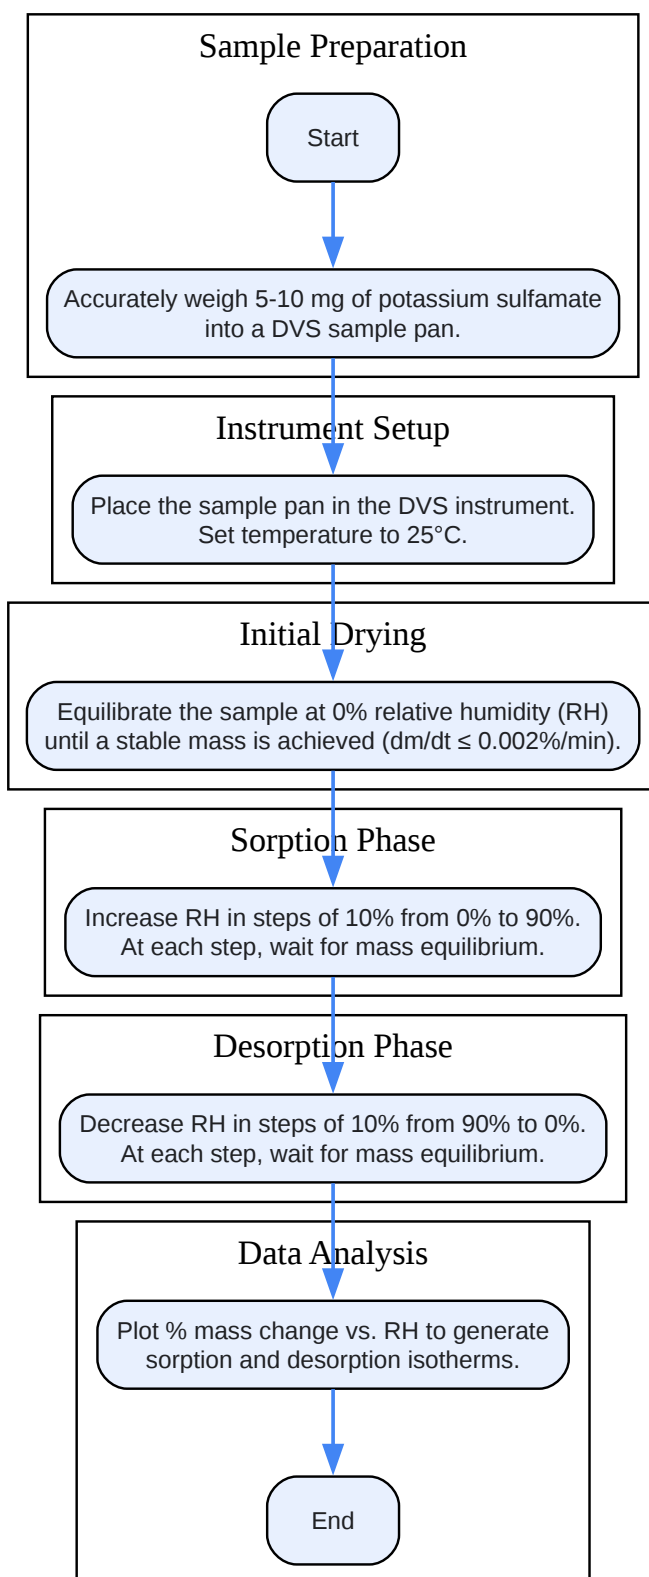 Sample Preparation
Start
Accurately weigh 5-10 mg of potassium sulfamate
into a DVS sample pan.
Instrument Setup
Place the sample pan in the DVS instrument.
Set temperature to 25°C.
Initial Drying
Equilibrate the sample at 0% relative humidity (RH)
until a stable mass is achieved (dm/dt ≤ 0.002%/min).
Sorption Phase
Increase RH in steps of 10% from 0% to 90%.
At each step, wait for mass equilibrium.
Desorption Phase
Decrease RH in steps of 10% from 90% to 0%.
At each step, wait for mass equilibrium.
Data Analysis
Plot % mass change vs. RH to generate
sorption and desorption isotherms.
End